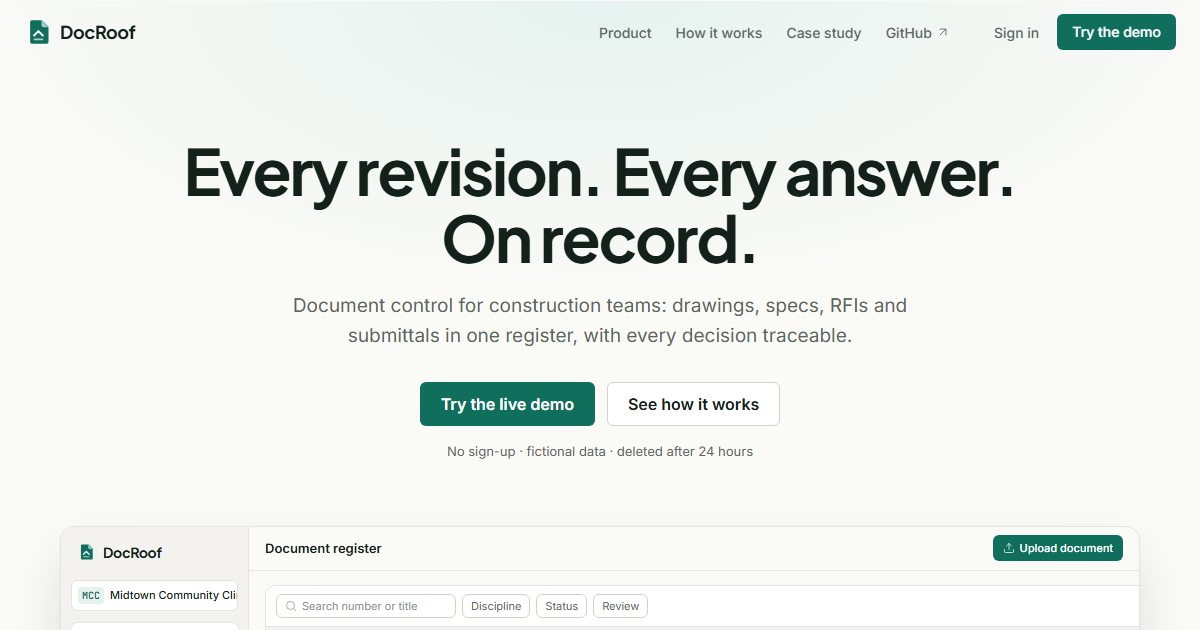 DocRoof
Product How it works Case study GitHub ↗ Sign in Try the demo
Every revision. Every answer.
On record.
Document control for construction teams: drawings, specs, RFIs and
submittals in one register, with every decision traceable.
Try the live demo See how it works
No sign-up · fictional data · deleted after 24 hours
DocRoof
Document register
Upload document
MCC Midtown Community Cli
Search number or title Discipline Status Review